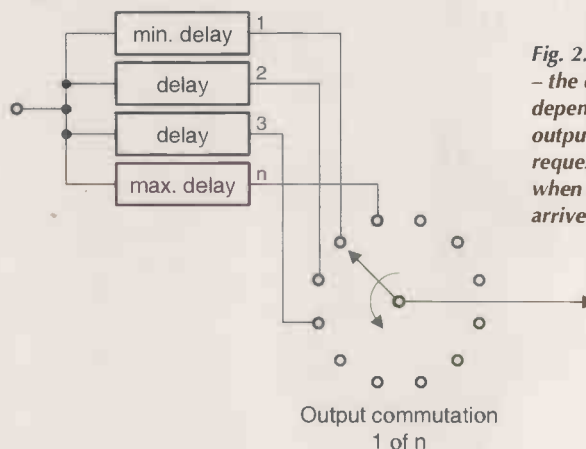 min. delay
1
delay
2
delay
3
max. delay
n
Output commutation
1 of n
Fig. 2.
– the
depen
outpu
reque
when
arrive